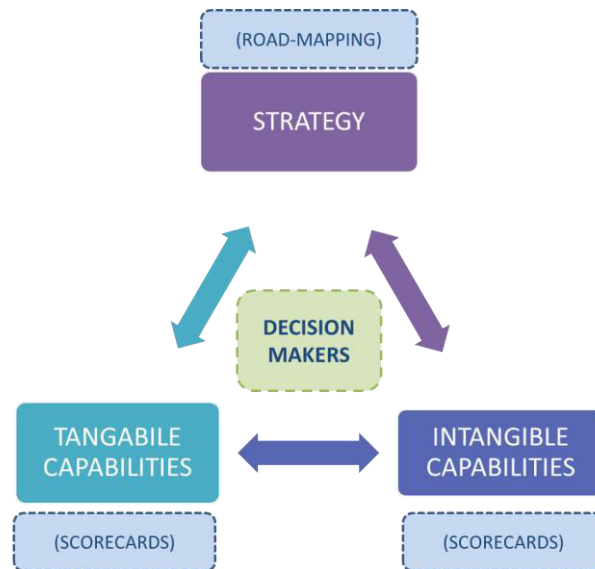 (ROAD-MAPPING)
STRATEGY
DECISION
MAKERS
TANGABILE
CAPABILITIES
INTANGIBLE
CAPABILITIES
(SCORECARDS)
(SCORECARDS)